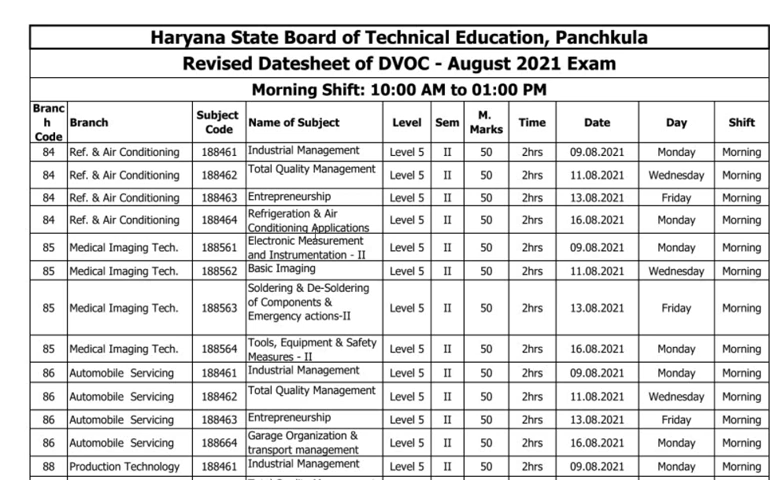 Haryana State Board of Technical Education, Panchkula
Revised Datesheet of DVOC - August 2021 Exam
Morning Shift: 10:00 AM to 01:00 PM
Branc
h
Code Branch Subject
Code Name of Subject Level Sem M.
Marks Time Date Day Shift
84 Ref. & Air Conditioning 188461 Industrial Management Level 5 II 50 2hrs 09.08.2021 Monday Morning
84 Ref. & Air Conditioning 188462 Total Quality Management Level 5 II 50 2hrs 11.08.2021 Wednesday Morning
84 Ref. & Air Conditioning 188463 Entrepreneurship Level 5 II 50 2hrs 13.08.2021 Friday Morning
84 Ref. & Air Conditioning 188464 Refrigeration & Air
Conditioning Applications Level 5 II 50 2hrs 16.08.2021 Monday Morning
85 Medical Imaging Tech. 188561 Electronic Measurement
and Instrumentation - II Level 5 II 50 2hrs 09.08.2021 Monday Morning
85 Medical Imaging Tech. 188562 Basic Imaging Level 5 II 50 2hrs 11.08.2021 Wednesday Morning
85 Medical Imaging Tech. 188563 Soldering & De-Soldering
of Components &
Emergency actions-II Level 5 II 50 2hrs 13.08.2021 Friday Morning
85 Medical Imaging Tech. 188564 Tools, Equipment & Safety
Measures - II Level 5 II 50 2hrs 16.08.2021 Monday Morning
86 Automobile Servicing 188461 Industrial Management Level 5 II 50 2hrs 09.08.2021 Monday Morning
86 Automobile Servicing 188462 Total Quality Management Level 5 II 50 2hrs 11.08.2021 Wednesday Morning
86 Automobile Servicing 188463 Entrepreneurship Level 5 II 50 2hrs 13.08.2021 Friday Morning
86 Automobile Servicing 188664 Garage Organization &
transport management Level 5 II 50 2hrs 16.08.2021 Monday Morning
88 Production Technology 188461 Industrial Management Level 5 II 50 2hrs 09.08.2021 Monday Morning